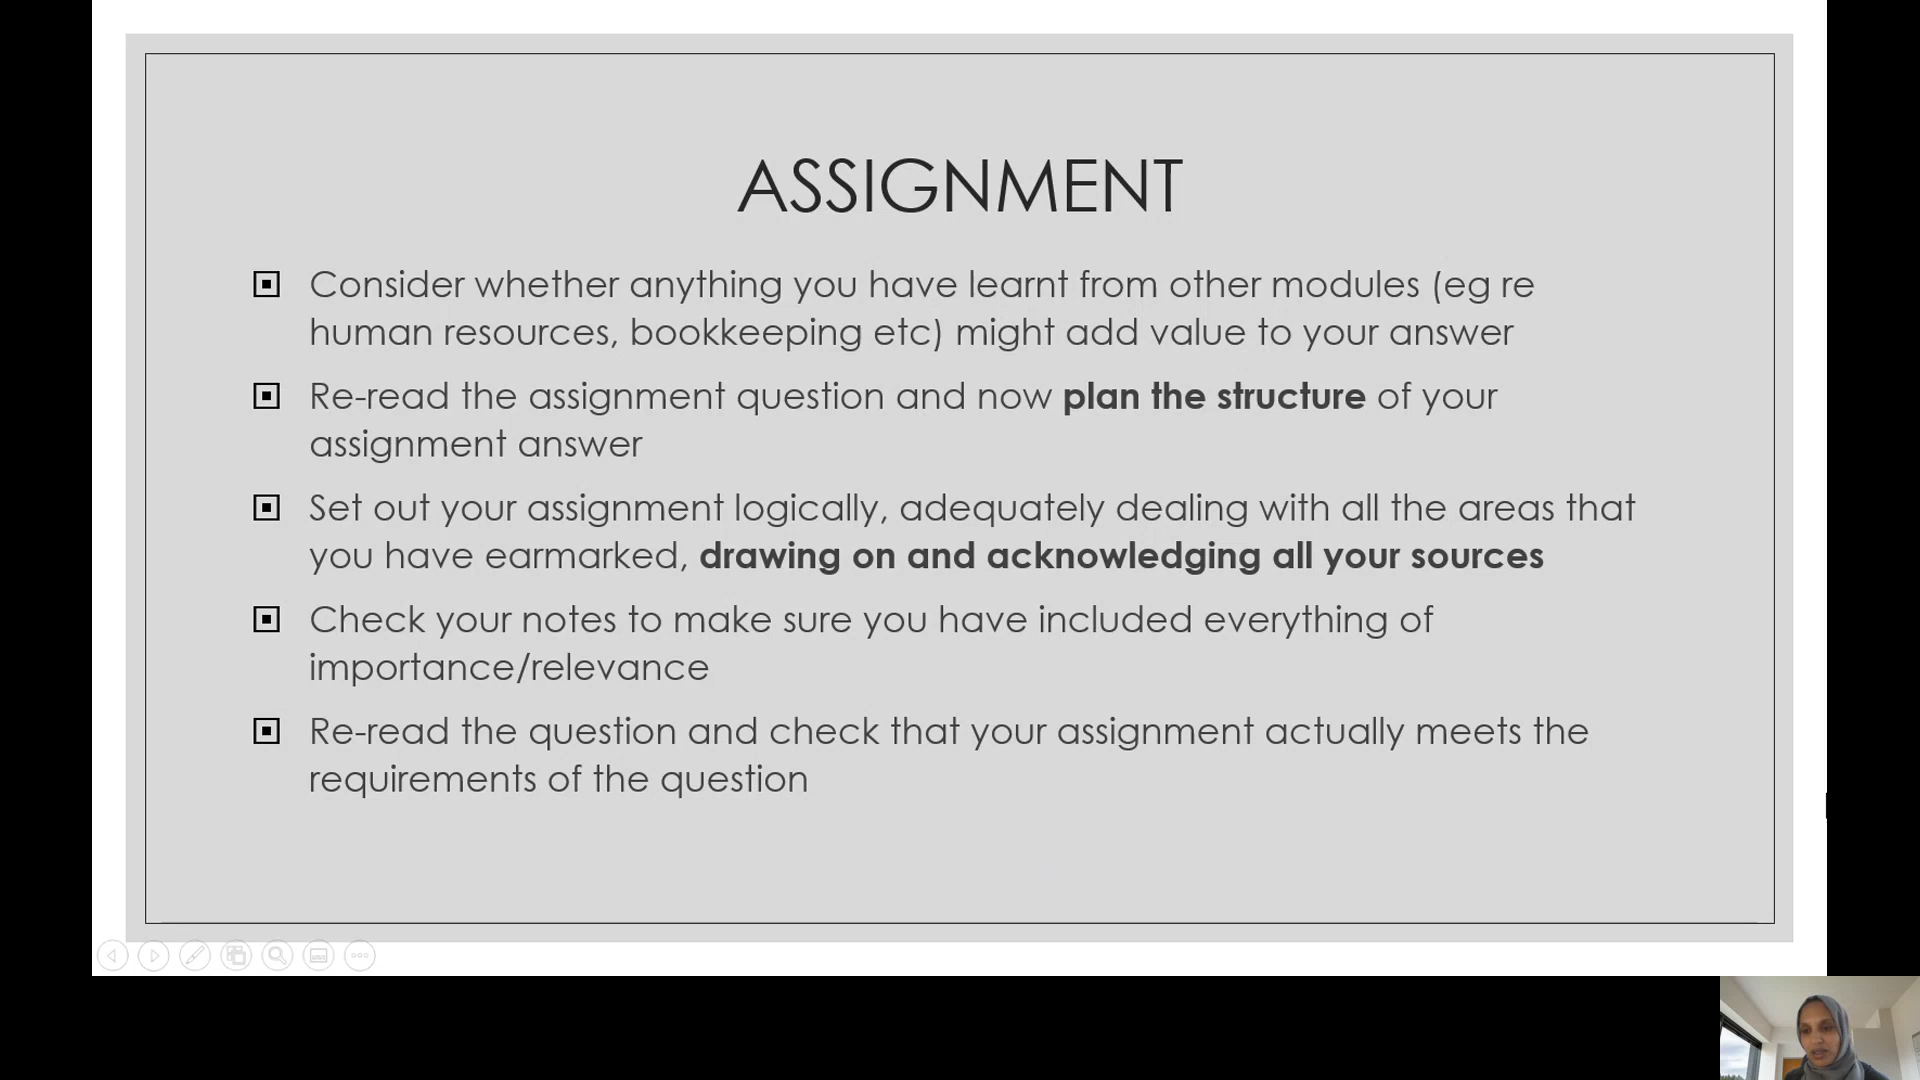 ASSIGNMENT
Consider whether anything you have learnt from other modules (eg re
human resources, bookkeeping etc) might add value to your answer
Re-read the assignment question and now plan the structure of your
assignment answer
Set out your assignment logically, adequately dealing with all the areas that
you have earmarked, drawing on and acknowledging all your sources
Check your notes to make sure you have included everything of
importance/relevance
Re-read the question and check that your assignment actually meets the
requirements of the question